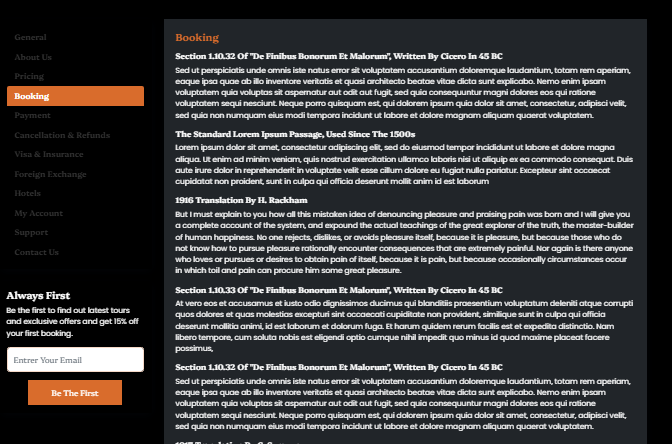 General
About Us
Pricing
Booking
Payment
Cancellation & Refunds
Visa & Insurance
Foreign Exchange
Hotels
My Account
Support
Contact Us
Always First
Be the first to find out latest tours
and exclusive offers and get 15% off
your first booking.
Entrer Your Email
Be The First
Booking
Section 1.10.32 Of "De Finibus Bonorum Et Malorum", Written By Cicero In 45 BC
Sed ut perspiciatis unde omnis iste natus error sit voluptatem accusantium doloremque laudantium, totam rem aperiam,
eaque ipsa quae ab illo inventore veritatis et quasi architecto beatae vitae dicta sunt explicabo. Nemo enim ipsam
voluptatem quia voluptas sit aspernatur aut odit aut fugit, sed quia consequuntur magni dolores eos qui ratione
voluptatem sequi nesciunt. Neque porro quisquam est, qui dolorem ipsum quia dolor sit amet, consectetur, adipisci velit,
sed quia non numquam eius modi tempora incidunt ut labore et dolore magnam aliquam quaerat voluptatem.
The Standard Lorem Ipsum Passage, Used Since The 1500s
Lorem ipsum dolor sit amet, consectetur adipiscing elit, sed do eiusmod tempor incididunt ut labore et dolore magna
aliqua. Ut enim ad minim veniam, quis nostrud exercitation ullamco laboris nisi ut aliquip ex ea commodo consequat. Duis
aute irure dolor in reprehenderit in voluptate velit esse cillum dolore eu fugiat nulla pariatur. Excepteur sint occaecat
cupidatat non proident, sunt in culpa qui officia deserunt mollit anim id est laborum
1916 Translation By H. Rackham
But I must explain to you how all this mistaken idea of denouncing pleasure and praising pain was born and I will give you
a complete account of the system, and expound the actual teachings of the great explorer of the truth, the master-builder
of human happiness. No one rejects, dislikes, or avoids pleasure itself, because it is pleasure, but because those who do
not know how to pursue pleasure rationally encounter consequences that are extremely painful. Nor again is there anyone
who loves or pursues or desires to obtain pain of itself, because it is pain, but because occasionally circumstances occur
in which toil and pain can procure him some great pleasure.
Section 1.10.33 Of "De Finibus Bonorum Et Malorum", Written By Cicero In 45 BC
At vero eos et accusamus et iusto odio dignissimos ducimus qui blanditiis praesentium voluptatum deleniti atque corrupti
quos dolores et quas molestias excepturi sint occaecati cupiditate non provident, similique sunt in culpa qui officia
deserunt mollitia animi, id est laborum et dolorum fuga. Et harum quidem rerum facilis est et expedita distinctio. Nam
libero tempore, cum soluta nobis est eligendi optio cumque nihil impedit quo minus id quod maxime placeat facere
possimus,
Section 1.10.32 Of "De Finibus Bonorum Et Malorum", Written By Cicero In 45 BC
Sed ut perspiciatis unde omnis iste natus error sit voluptatem accusantium doloremque laudantium, totam rem aperiam,
eaque ipsa quae ab illo inventore veritatis et quasi architecto beatae vitae dicta sunt explicabo. Nemo enim ipsam
voluptatem quia voluptas sit aspernatur aut odit aut fugit, sed quia consequuntur magni dolores eos qui ratione
voluptatem sequi nesciunt. Neque porro quisquam est, qui dolorem ipsum quia dolor sit amet, consectetur, adipisci velit,
sed quia non numquam eius modi tempora incidunt ut labore et dolore magnam aliquam quaerat voluptatem.